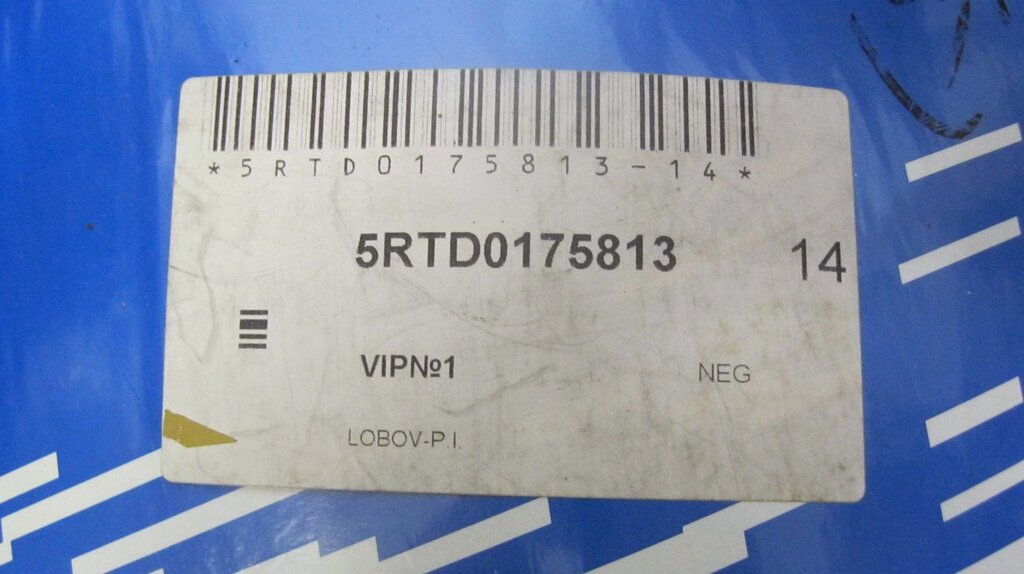 *5RTD0175813-14*
5RTD0175813 14
VIP№1 NEG
LOBOV-P.I.